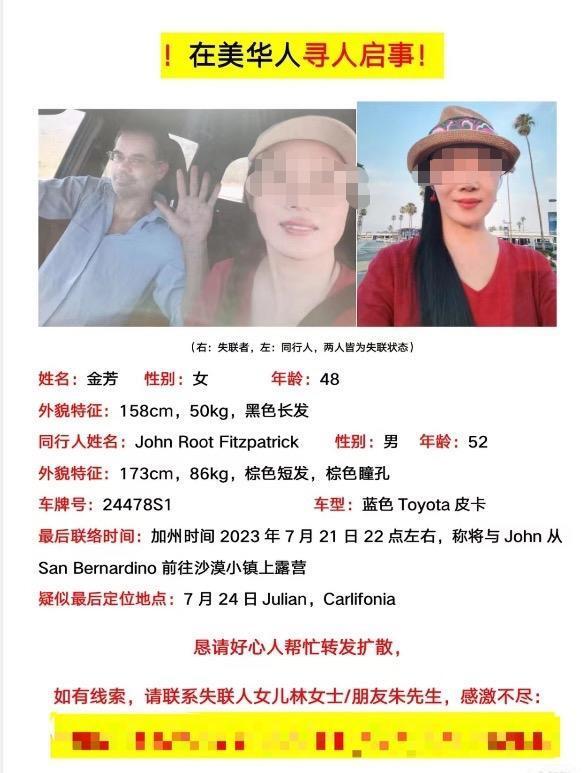 ！在美华人寻人启事！
（右：失联者，左：同行人，两人皆为失联状态）
姓名：金芳 性别：女 年龄：48
外貌特征：158cm，50kg，黑色长发
同行人姓名：John Root Fitzpatrick 性别：男 年龄：52
外貌特征：173cm，86kg，棕色短发，棕色瞳孔
车牌号：24478S1 车型：蓝色 Toyota 皮卡
最后联络时间：加州时间 2023 年 7 月 21 日 22 点左右，称将与 John 从
San Bernardino 前往沙漠小镇上露营
疑似最后定位地点：7 月 24 日 Julian，Carlifonia
恳请好心人帮忙转发扩散，
如有线索，请联系失联人女儿林女士/朋友朱先生，感激不尽：